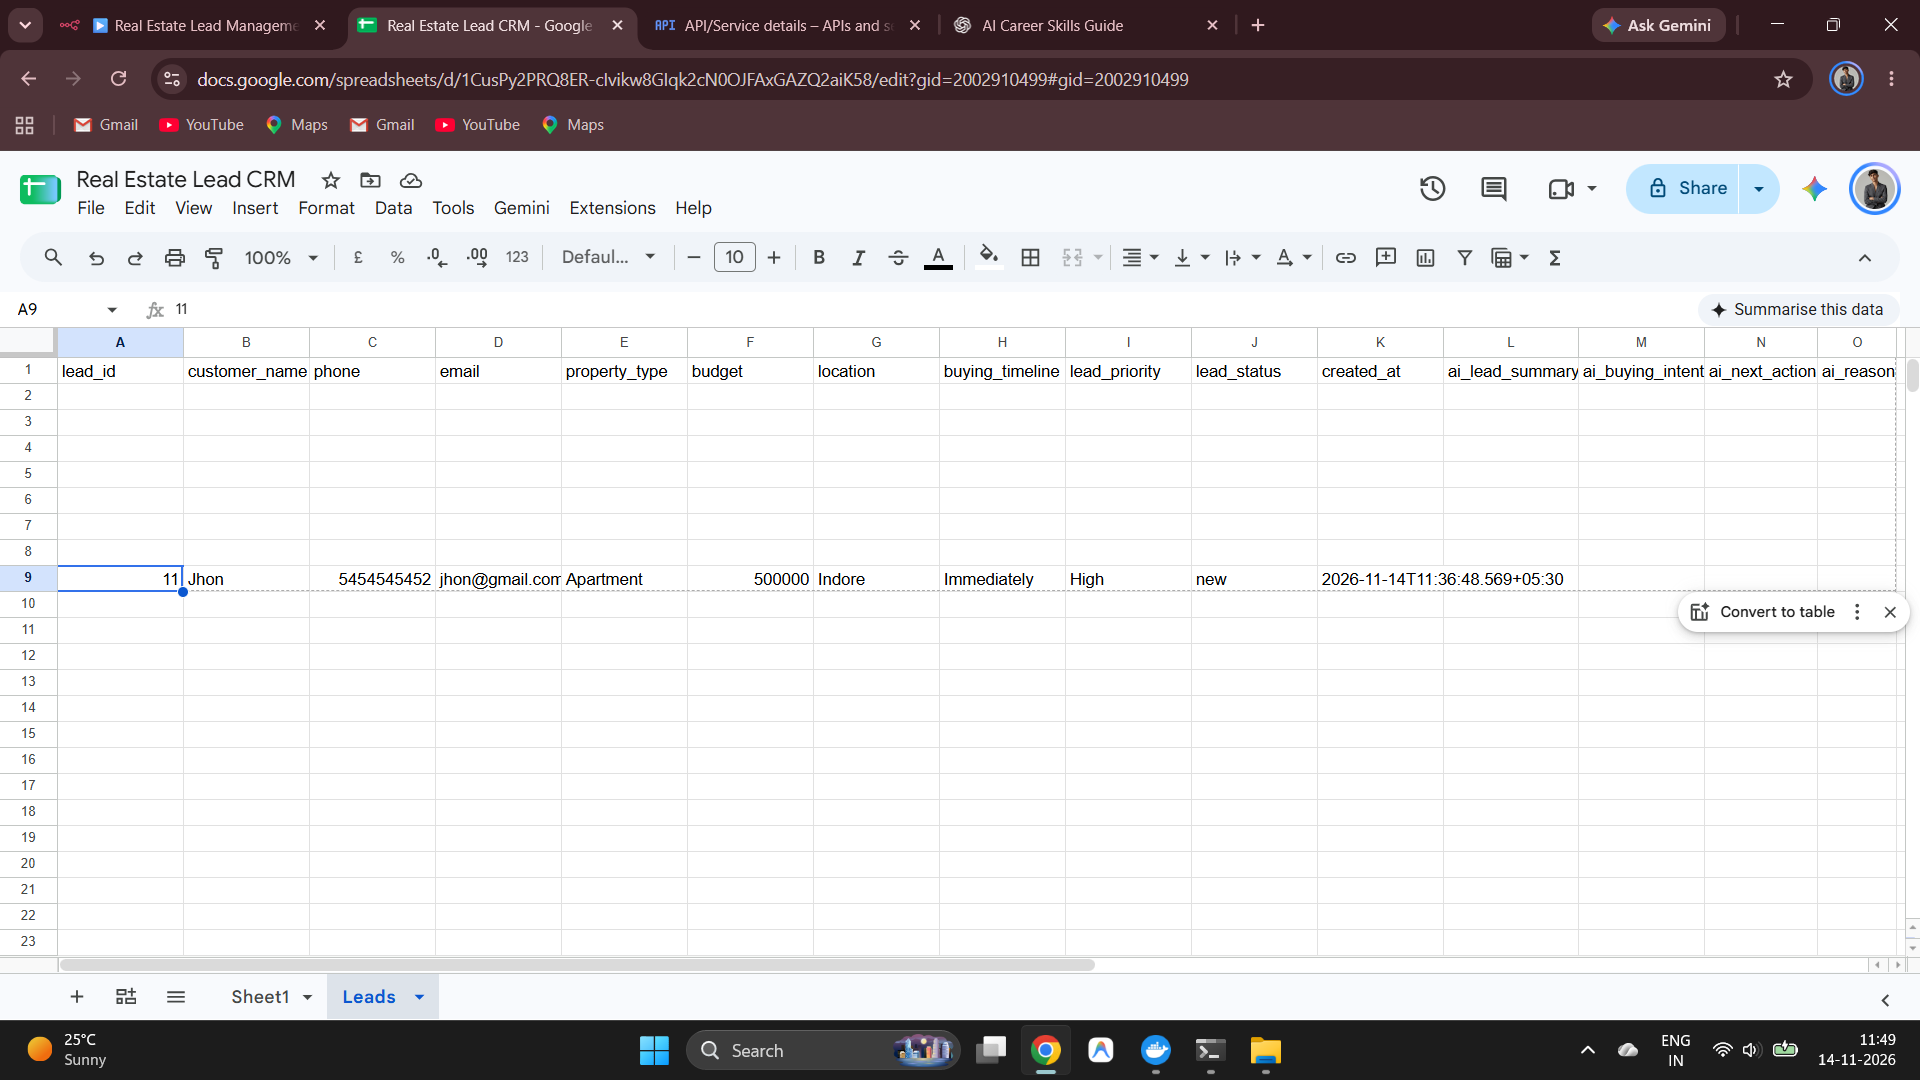 Real Estate Lead Manageme
Real Estate Lead CRM - Google
API API/Service details – APIs and se
AI Career Skills Guide
Ask Gemini
docs.google.com/spreadsheets/d/1CusPy2PRQ8ER-clvikw8Glqk2cN0OJFAxGAZQ2aiK58/edit?gid=2002910499#gid=2002910499
Gmail YouTube Maps Gmail YouTube Maps
Real Estate Lead CRM
File Edit View Insert Format Data Tools Gemini Extensions Help
Share
100% £ % .0 .00 123 Defaul... − 10 + B I A Σ
A9 fx 11
Summarise this data
A B C D E F G H I J K L M N O
1 lead_id customer_name phone email property_type budget location buying_timeline lead_priority lead_status created_at ai_lead_summary ai_buying_intent ai_next_action ai_reason
2
3
4
5
6
7
8
9 11 Jhon 5454545452 jhon@gmail.com Apartment 500000 Indore Immediately High new 2026-11-14T11:36:48.569+05:30
10
Convert to table
11
12
13
14
15
16
17
18
19
20
21
22
23
Sheet1 Leads
25°C
Sunny
Search
ENG
IN
11:49
14-11-2026